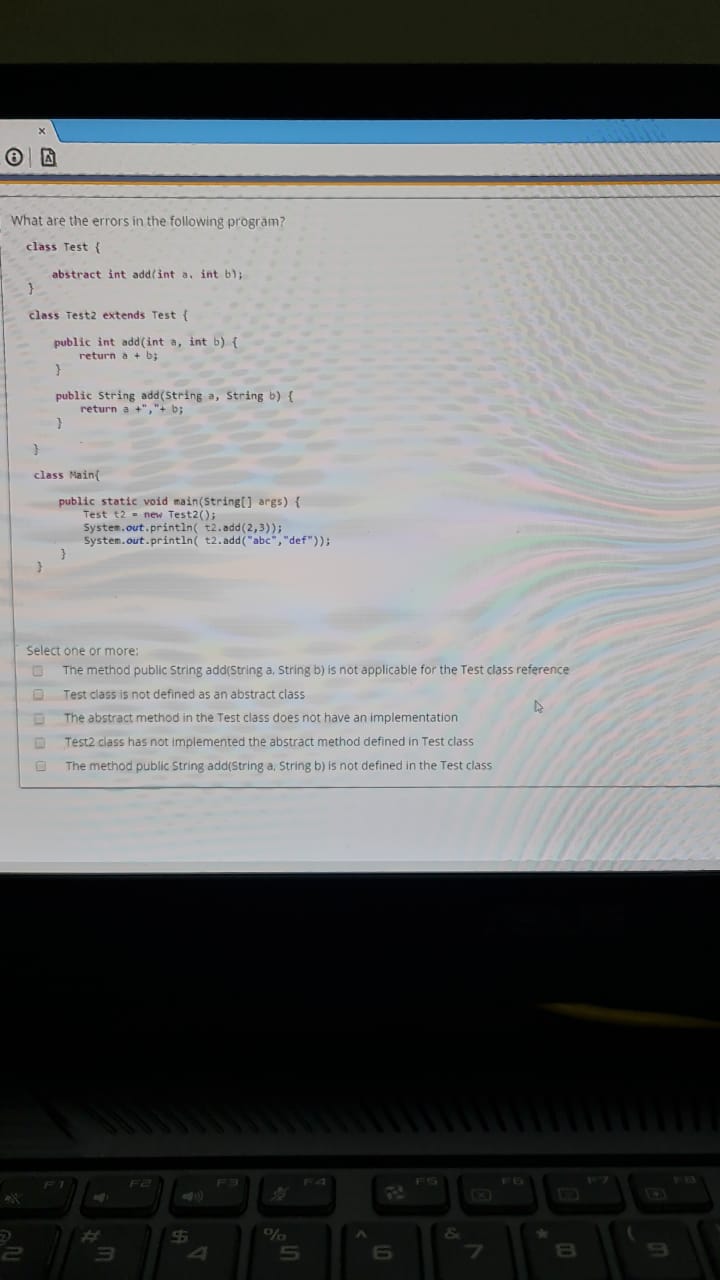 What are the errors in the following program?
class Test {
abstract int add(int a, int b);
}
class Test2 extends Test {
public int add(int a, int b) {
return a + b;
}
public String add(String a, String b) {
return a +","+ b;
}
}
class Main{
public static void main(String[] args) {
Test t2 = new Test2();
System.out.println( t2.add(2,3));
System.out.println( t2.add("abc","def"));
}
}
Select one or more:
The method public String add(String a, String b) is not applicable for the Test class reference
Test class is not defined as an abstract class
The abstract method in the Test class does not have an implementation
Test2 class has not implemented the abstract method defined in Test class
The method public String add(String a, String b) is not defined in the Test class
F1 F2 F3 F4 F5 F6 F7 F8
@ # $ % ^ & * (
2 3 4 5 6 7 8 9